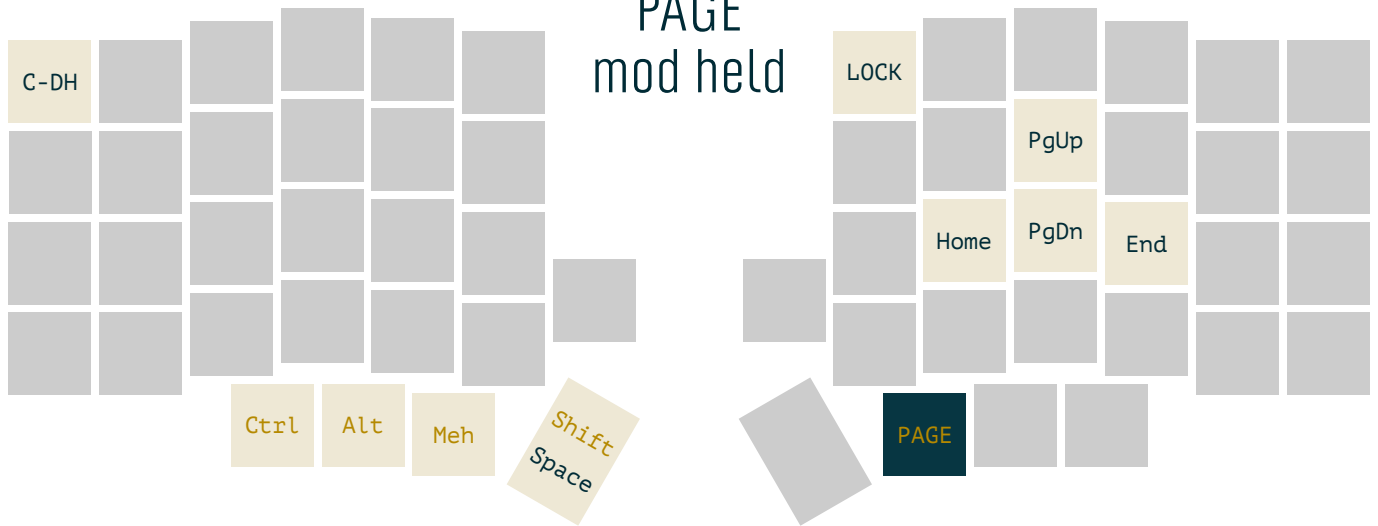 PAGE
mod held
C-DH
LOCK
PgUp
Home
PgDn
End
Ctrl
Alt
Meh
Shift
Space
PAGE